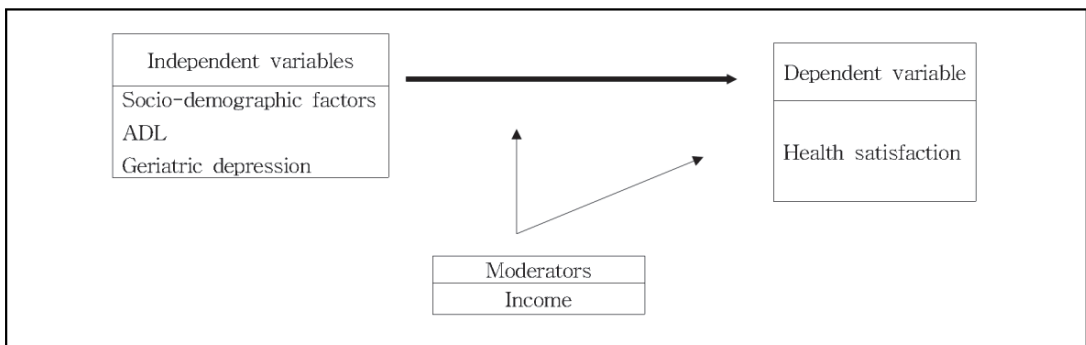 Independent variables
Socio-demographic factors
ADL
Geriatric depression
Dependent variable
Health satisfaction
Moderators
Income